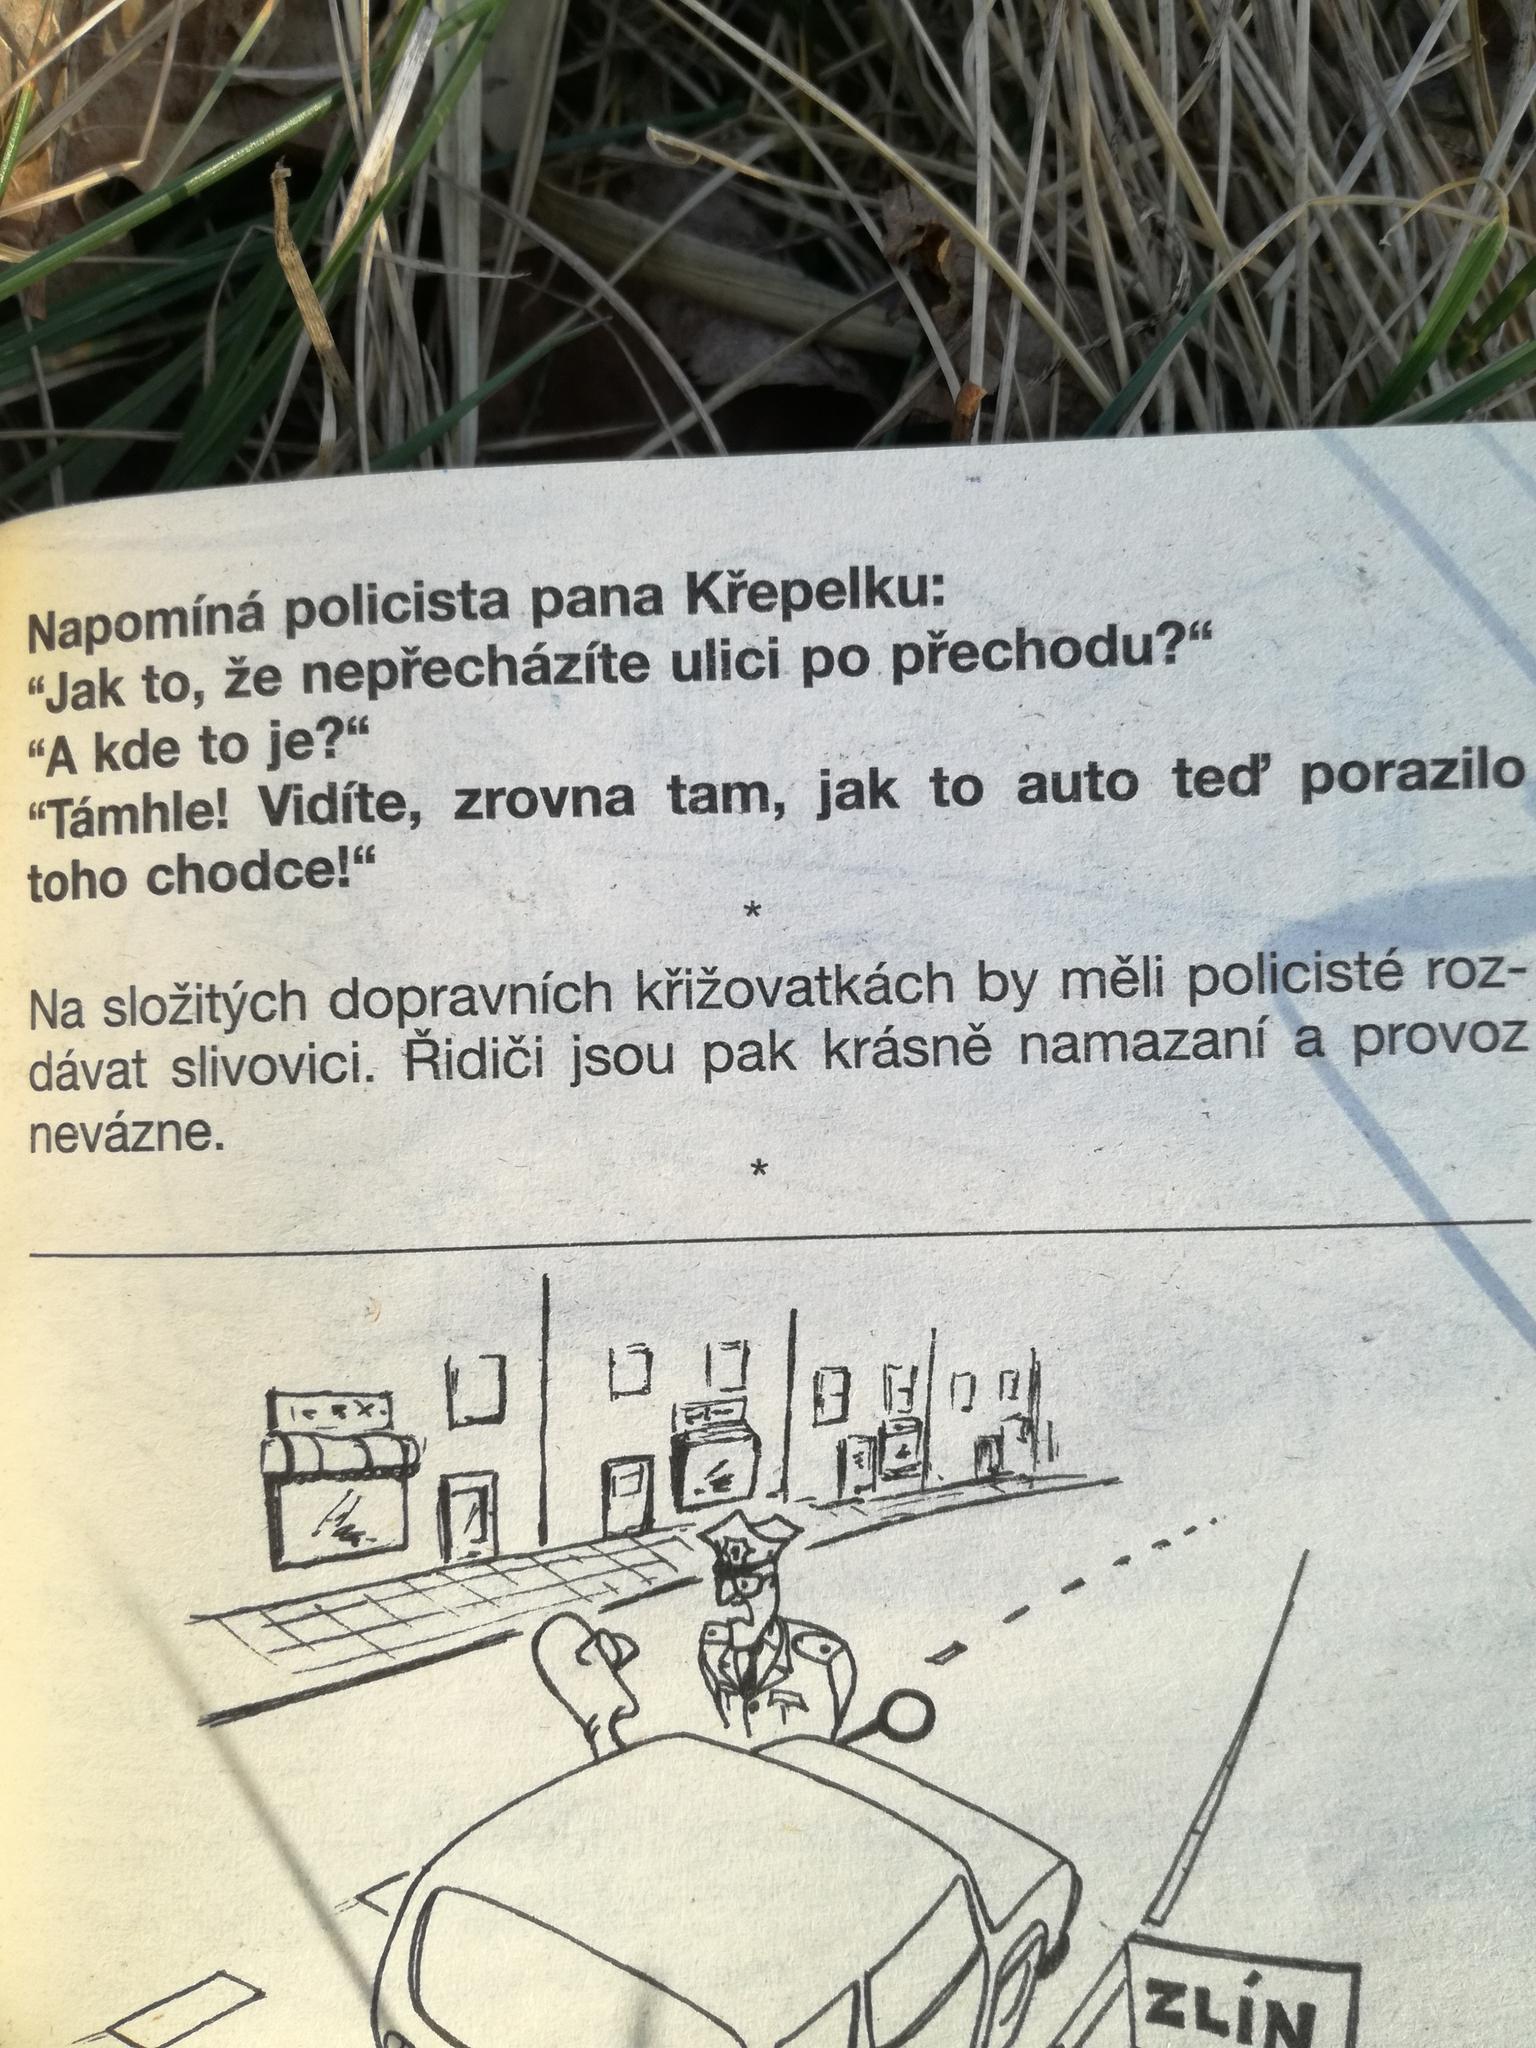 Napomíná policista pana Křepelku:
“Jak to, že nepřecházíte ulici po přechodu?“
“A kde to je?“
“Támhle! Vidíte, zrovna tam, jak to auto teď porazilo
toho chodce!“
*
Na složitých dopravních křižovatkách by měli policisté roz-
dávat slivovici. Řidiči jsou pak krásně namazaní a provoz
nevázne.
*
ZLÍN